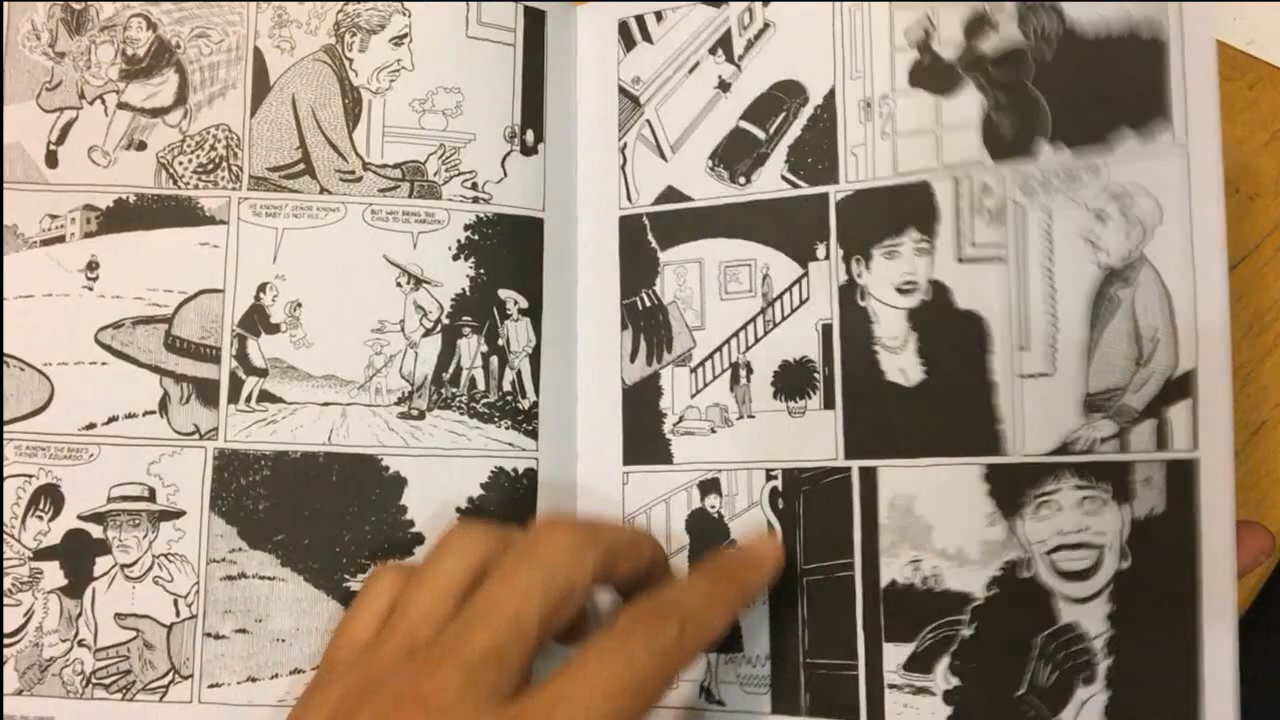 HE KNOWS! SEÑOR KNOWS
THE BABY IS NOT HIS..!
BUT WHY BRING THE
CHILD TO US, KARLOTA?
HE KNOWS THE BABY'S
FATHER IS EDUARDO..!